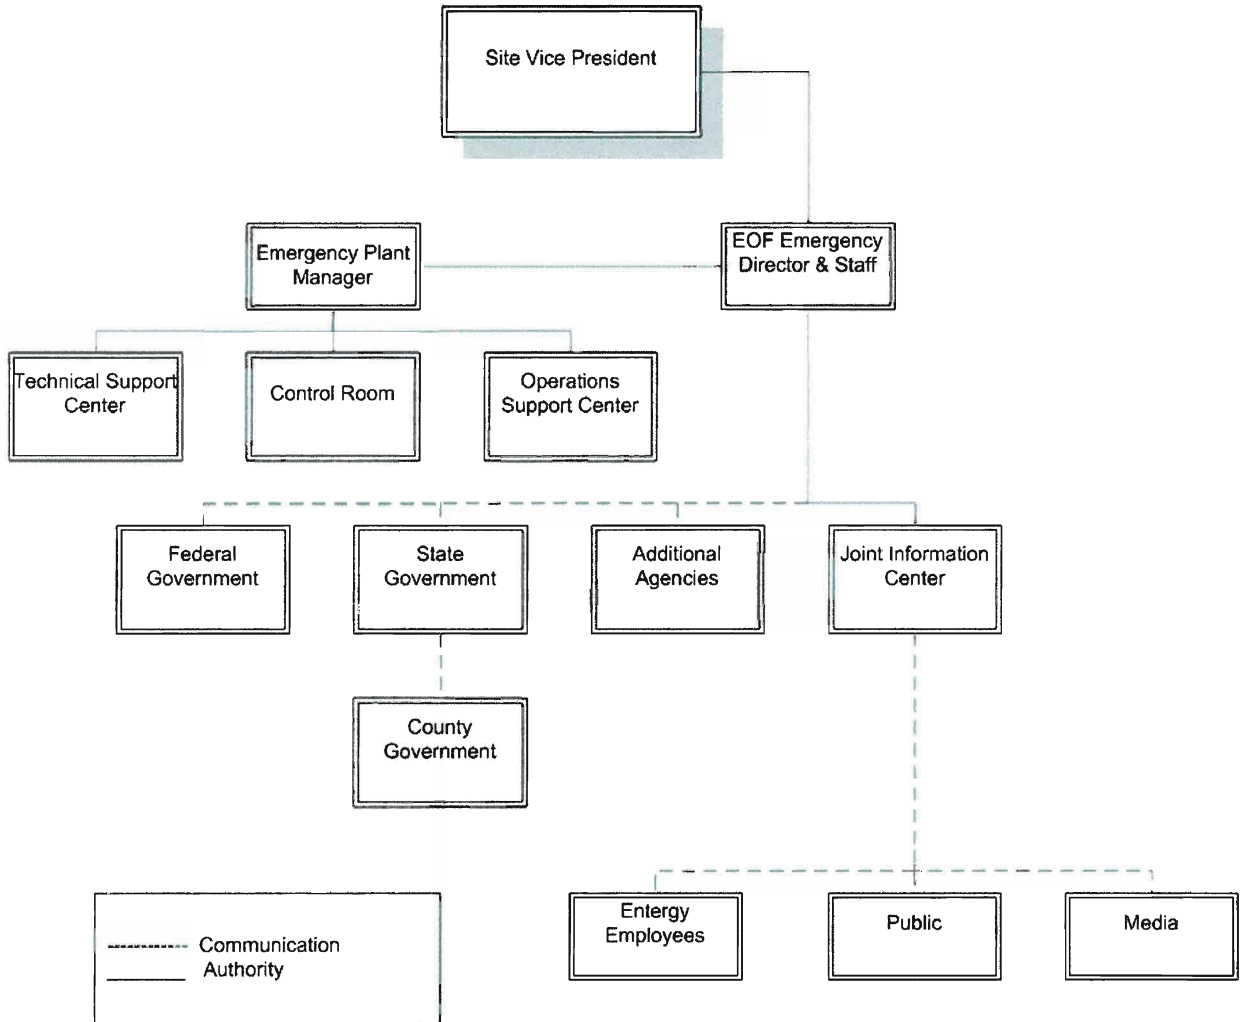 Site Vice President
Emergency Plant
Manager
EOF Emergency
Director & Staff
Technical Support
Center
Control Room
Operations
Support Center
Federal
Government
State
Government
Additional
Agencies
Joint Information
Center
County
Government
Entergy
Employees
Public
Media
Communication
Authority